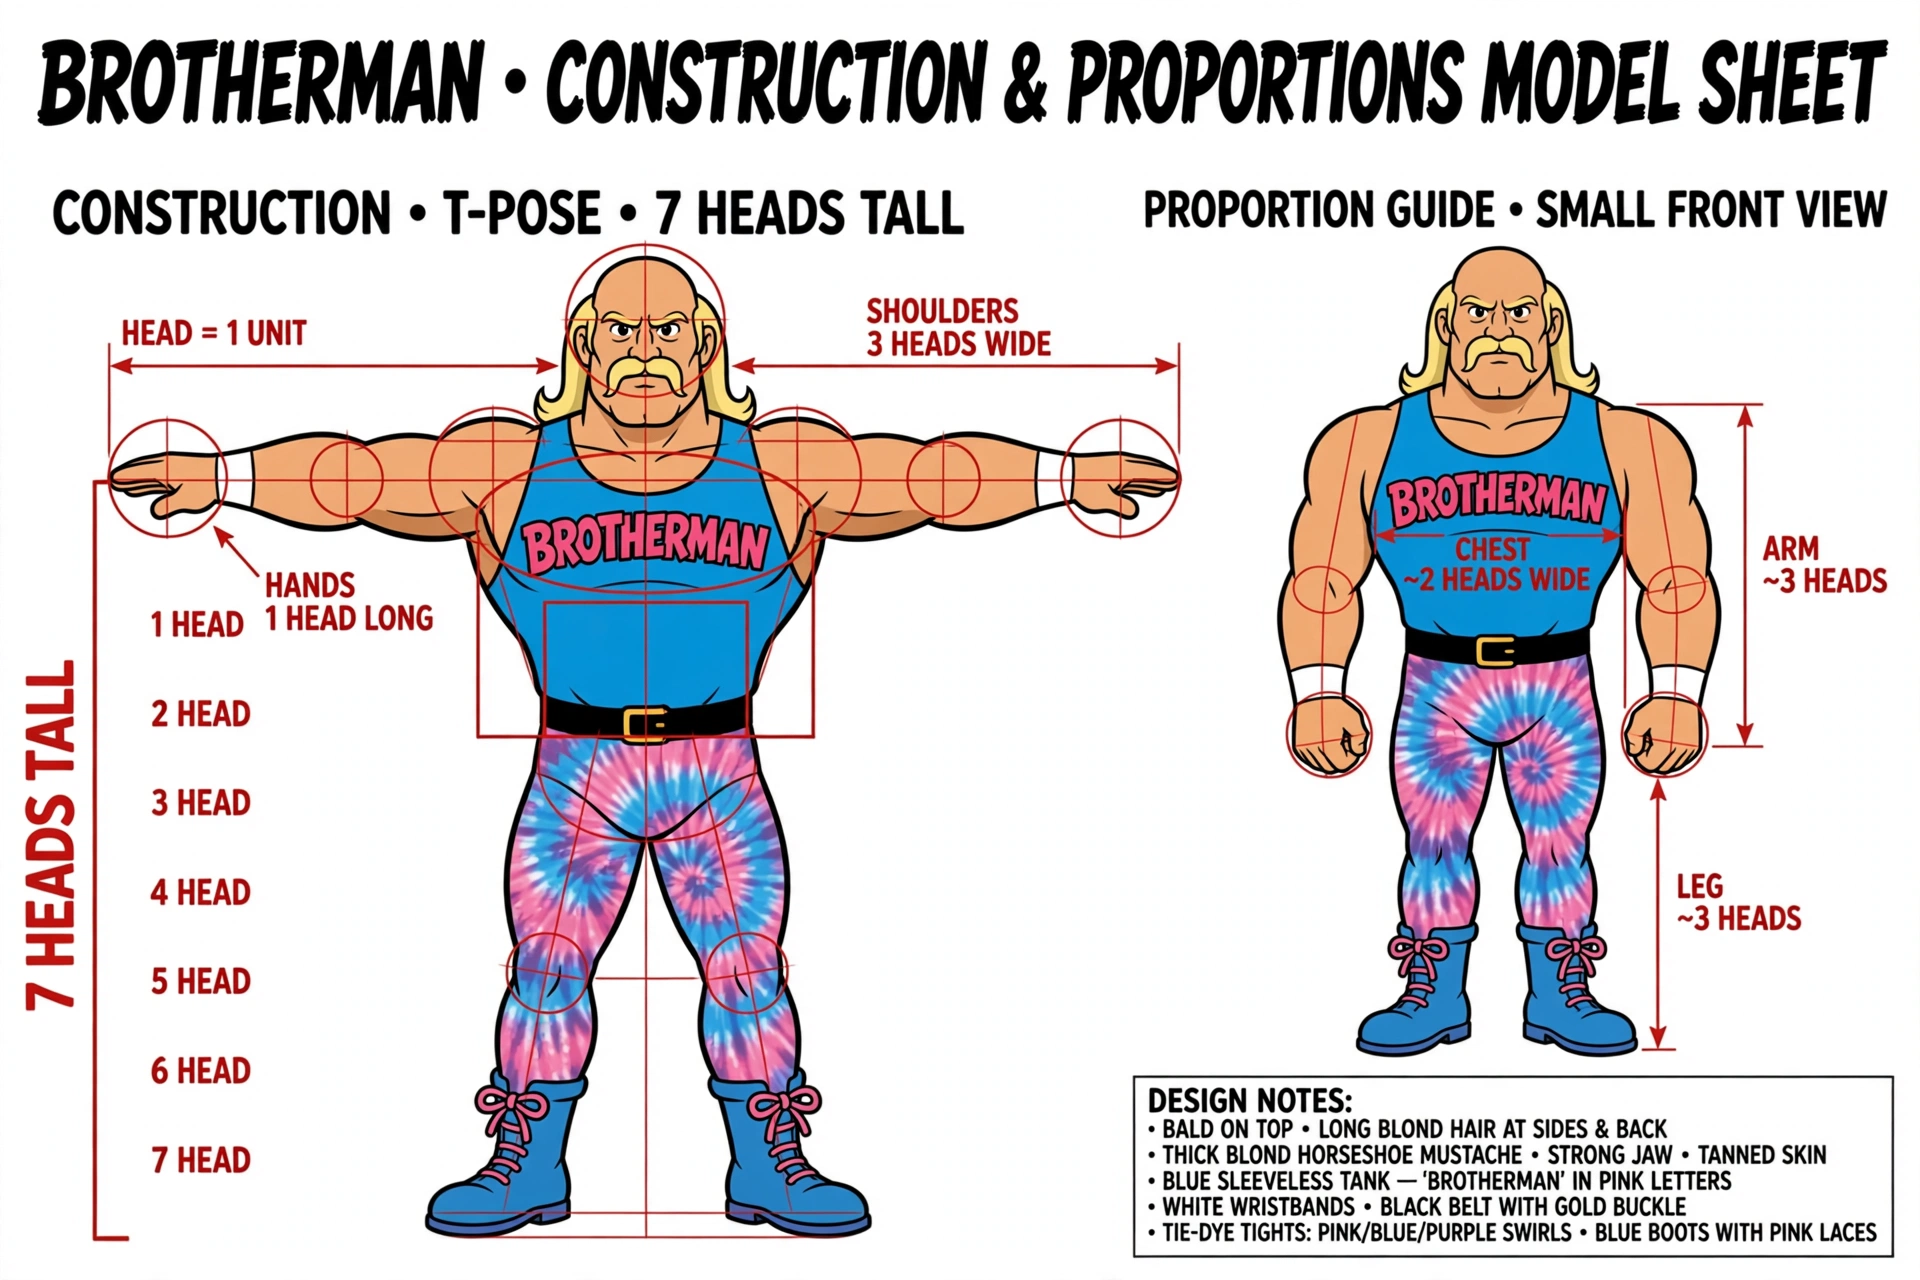 BROTHERMAN • CONSTRUCTION & PROPORTIONS MODEL SHEET
CONSTRUCTION • T-POSE • 7 HEADS TALL
HEAD = 1 UNIT
SHOULDERS
3 HEADS WIDE
BROTHERMAN
HANDS
1 HEAD LONG
7 HEADS TALL
1 HEAD
2 HEAD
3 HEAD
4 HEAD
5 HEAD
6 HEAD
7 HEAD
PROPORTION GUIDE • SMALL FRONT VIEW
BROTHERMAN
CHEST
~2 HEADS WIDE
ARM
~3 HEADS
LEG
~3 HEADS
DESIGN NOTES:
• BALD ON TOP • LONG BLOND HAIR AT SIDES & BACK
• THICK BLOND HORSESHOE MUSTACHE • STRONG JAW • TANNED SKIN
• BLUE SLEEVELESS TANK — 'BROTHERMAN' IN PINK LETTERS
• WHITE WRISTBANDS • BLACK BELT WITH GOLD BUCKLE
• TIE-DYE TIGHTS: PINK/BLUE/PURPLE SWIRLS • BLUE BOOTS WITH PINK LACES